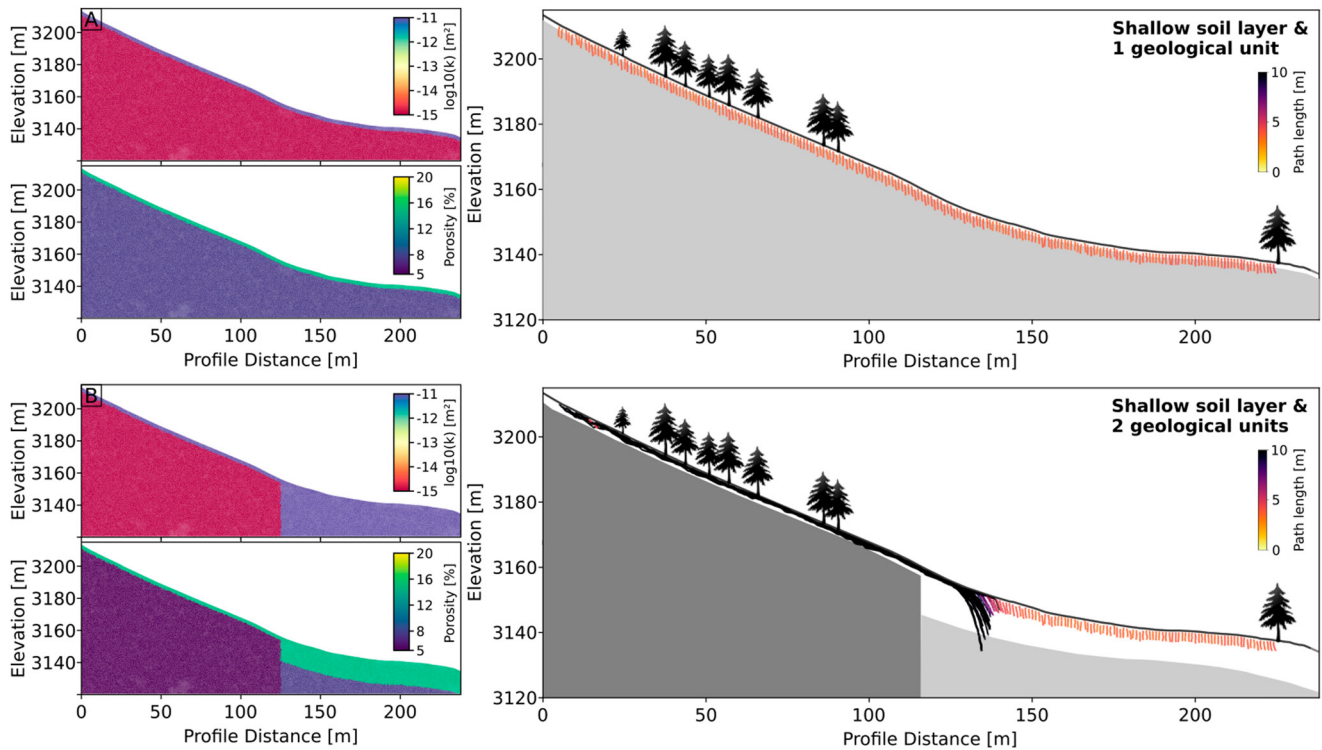 A
Elevation [m]
3200
3180
3160
3140
-11
-12
-13
-14
-15
log10(k) [m²]
Elevation [m]
3200
3180
3160
3140
20
16
12
8
5
Porosity [%]
0 50 100 150 200
Profile Distance [m]
Shallow soil layer &
1 geological unit
10
5
0
Path length [m]
Elevation [m]
3200
3180
3160
3140
3120
0 50 100 150 200
Profile Distance [m]
B
Elevation [m]
3200
3180
3160
3140
-11
-12
-13
-14
-15
log10(k) [m²]
Elevation [m]
3200
3180
3160
3140
20
16
12
8
5
Porosity [%]
0 50 100 150 200
Profile Distance [m]
Shallow soil layer &
2 geological units
10
5
0
Path length [m]
Elevation [m]
3200
3180
3160
3140
3120
0 50 100 150 200
Profile Distance [m]